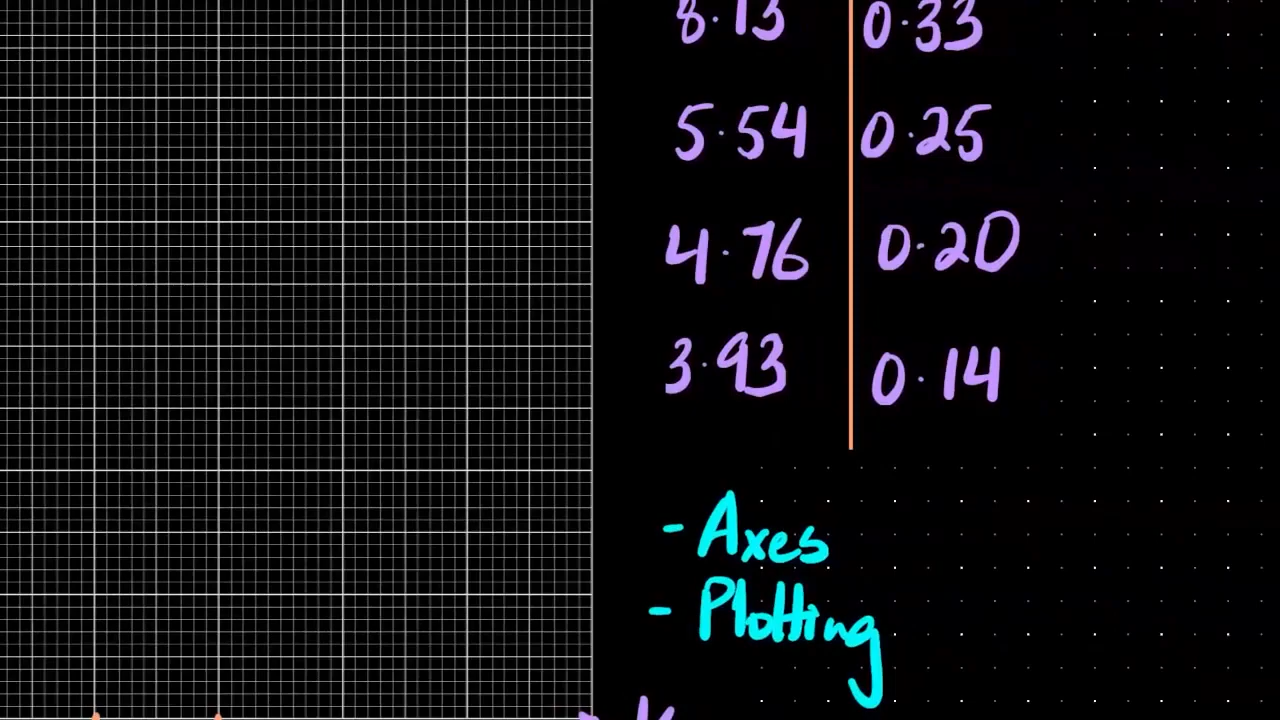 8.13 0.33
5.54 0.25
4.76 0.20
3.93 0.14
- Axes
- Plotting